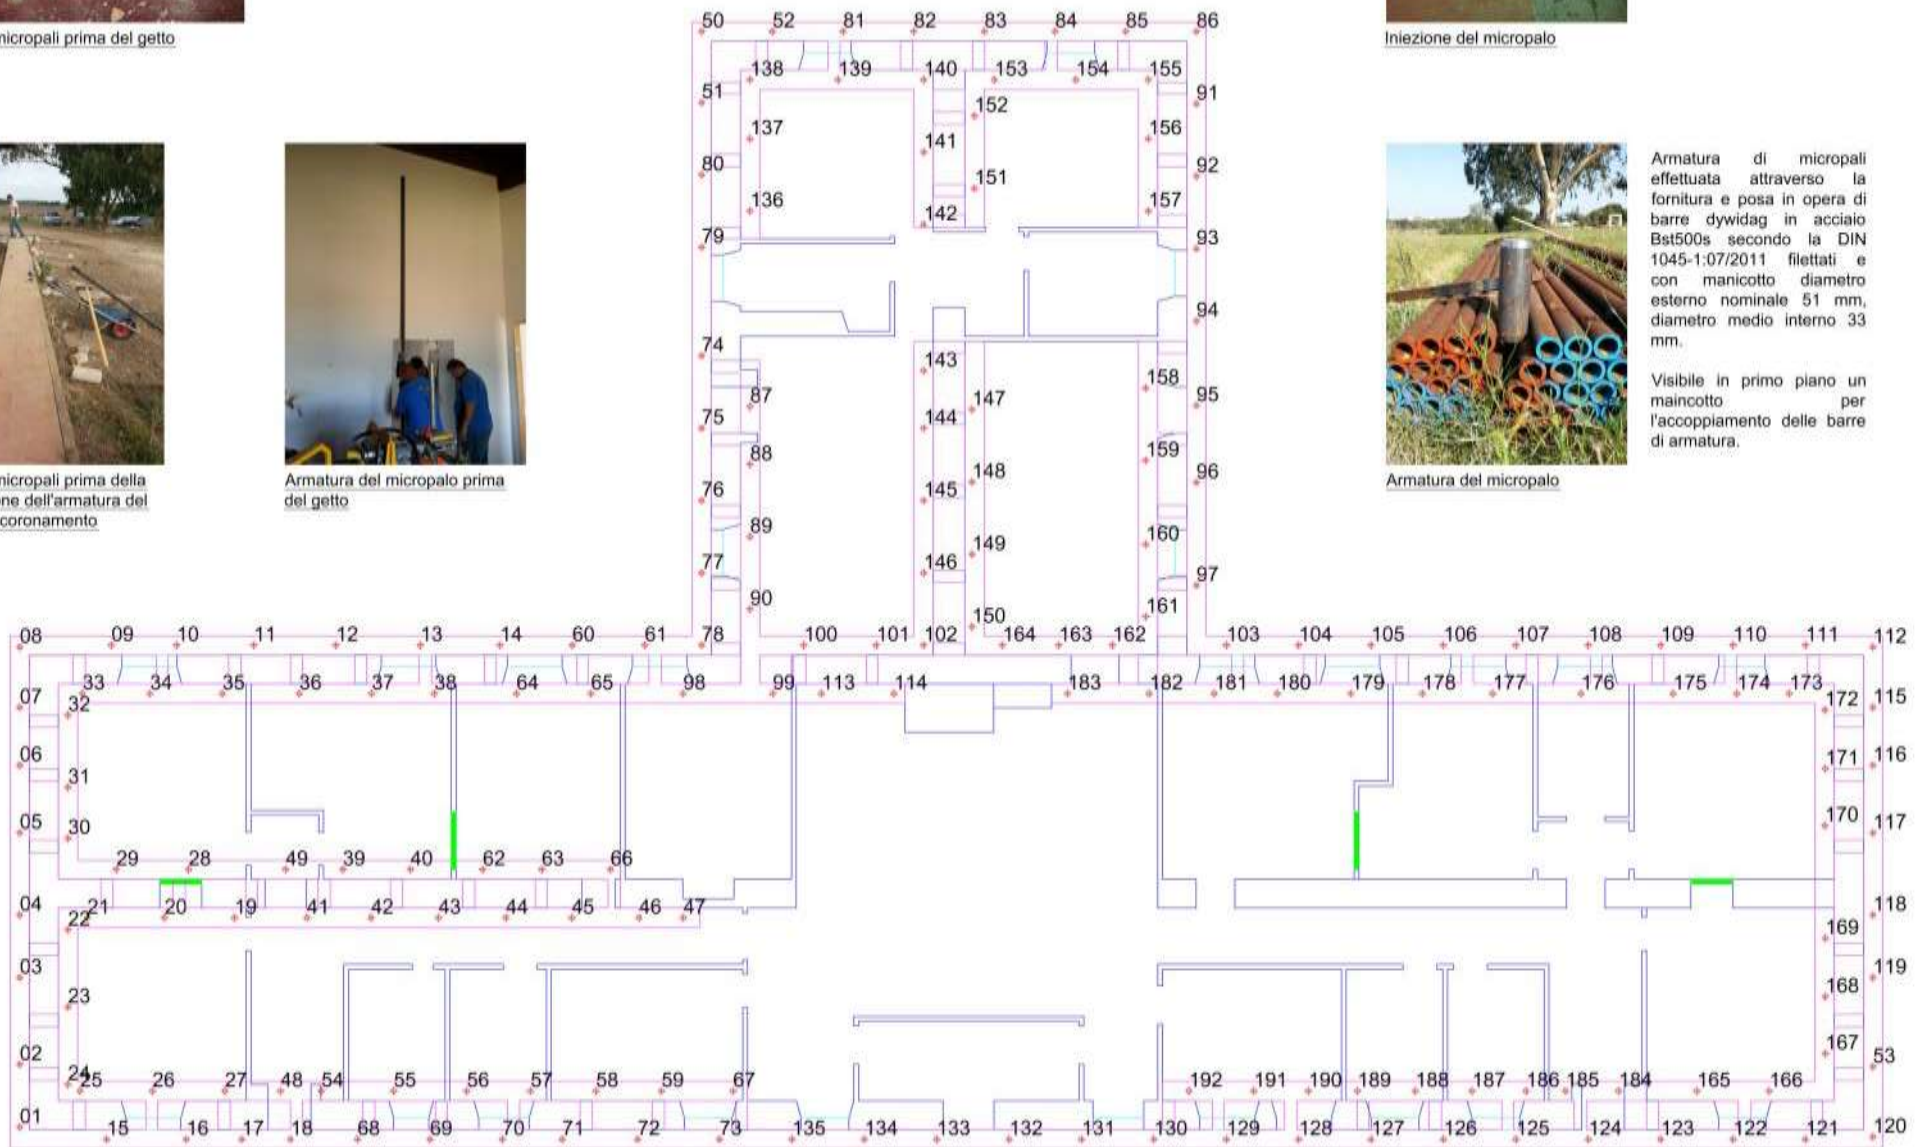 micropali prima del getto
Iniezione del micropalo
50 52 81 82 83 84 85 86
138 139 140 153 154 155
51 152 91
137 141 156
80 151 92
136 142 157
79 93
94
74 143 158
87 147 95
75 144
88 148 159 96
76 145
89 149 160
77 146 97
90 150 161
micropali prima della
ne dell'armatura del
coronamento
Armatura del micropalo prima
del getto
Armatura del micropalo
Armatura di micropali
effettuata attraverso la
fornitura e posa in opera di
barre dywidag in acciaio
Bst500s secondo la DIN
1045-1:07/2011 filettati e
con manicotto diametro
esterno nominale 51 mm,
diametro medio interno 33
mm.
Visibile in primo piano un
maincotto per
l'accoppiamento delle barre
di armatura.
08 09 10 11 12 13 14 60 61 78 100 101 102 164 163 162 103 104 105 106 107 108 109 110 111 112
33 34 35 36 37 38 64 65 98 99 113 114 183 182 181 180 179 178 177 176 175 174 173
07 32 172 115
06 31 171 116
05 30 170 117
29 28 49 39 40 62 63 66
04 21 20 19 41 42 43 44 45 46 47 118
22 169
03 119
23 168
02 167 53
24 25 26 27 48 54 55 56 57 58 59 67 192 191 190 189 188 187 186 185 184 165 166
01 15 16 17 18 68 69 70 71 72 73 135 134 133 132 131 130 129 128 127 126 125 124 123 122 121 120